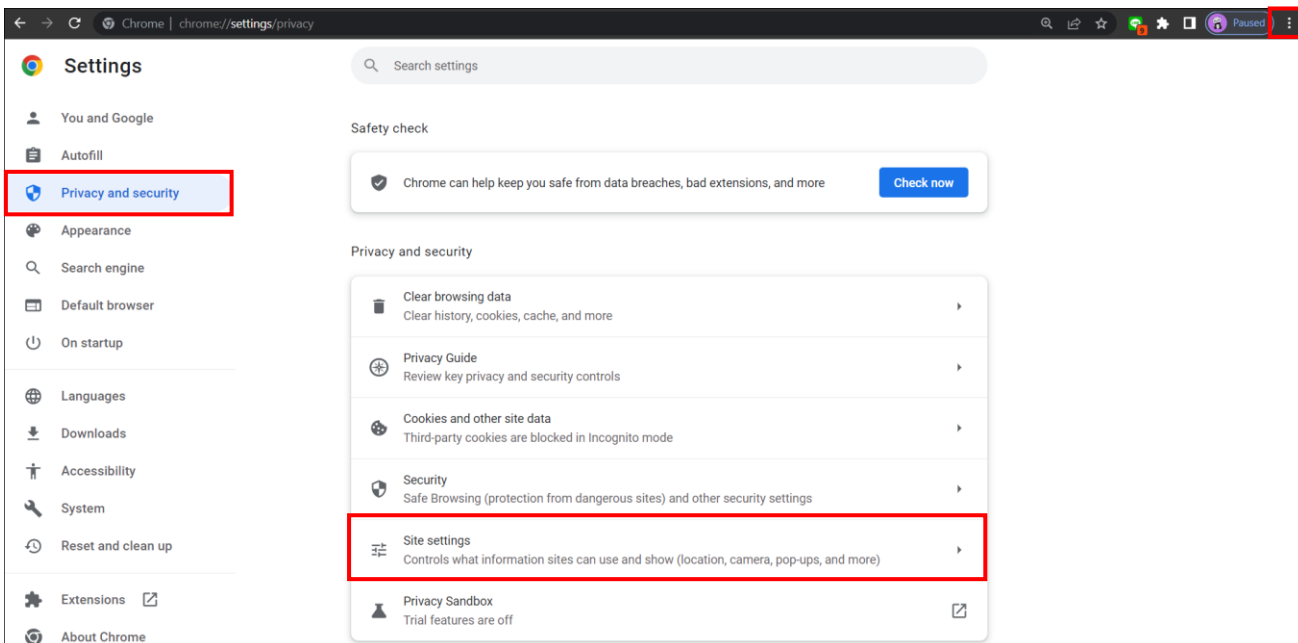 Chrome | chrome://settings/privacy
9
Paused
Settings
Search settings
You and Google
Autofill
Privacy and security
Appearance
Search engine
Default browser
On startup
Languages
Downloads
Accessibility
System
Reset and clean up
Extensions
About Chrome
Safety check
Chrome can help keep you safe from data breaches, bad extensions, and more
Check now
Privacy and security
Clear browsing data
Clear history, cookies, cache, and more
Privacy Guide
Review key privacy and security controls
Cookies and other site data
Third-party cookies are blocked in Incognito mode
Security
Safe Browsing (protection from dangerous sites) and other security settings
Site settings
Controls what information sites can use and show (location, camera, pop-ups, and more)
Privacy Sandbox
Trial features are off